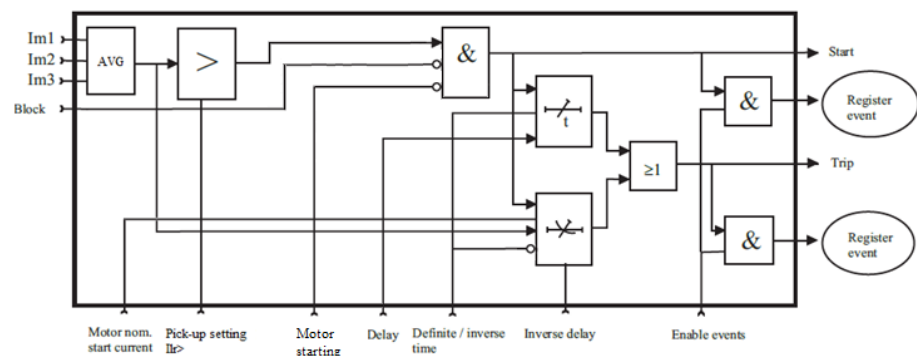 Im1
Im2
Im3
Block
AVG
>
&
t
≥1
&
&
Start
Register
event
Trip
Register
event
Motor nom.
start current
Pick-up setting
Ilr>
Motor
starting
Delay
Definite / inverse
time
Inverse delay
Enable events